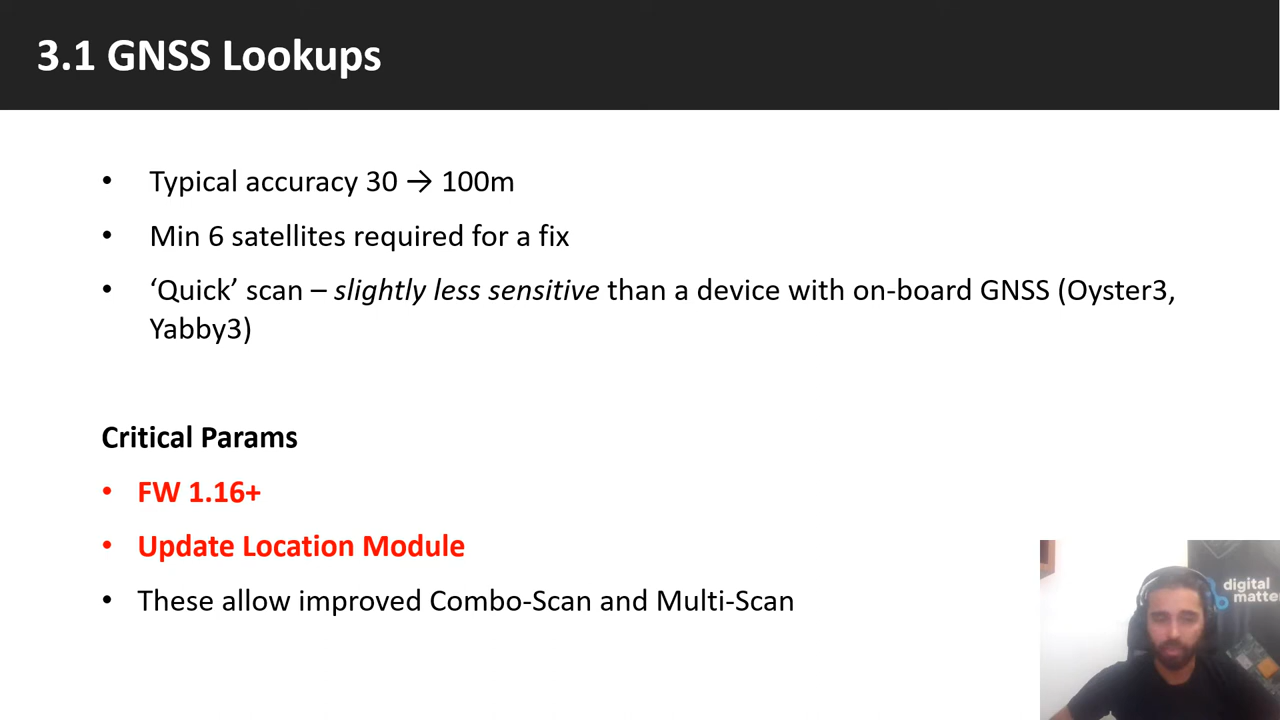 3.1 GNSS Lookups
• Typical accuracy 30 → 100m
• Min 6 satellites required for a fix
• ‘Quick’ scan – slightly less sensitive than a device with on-board GNSS (Oyster3,
Yabby3)
Critical Params
• FW 1.16+
• Update Location Module
• These allow improved Combo-Scan and Multi-Scan
digital
matte